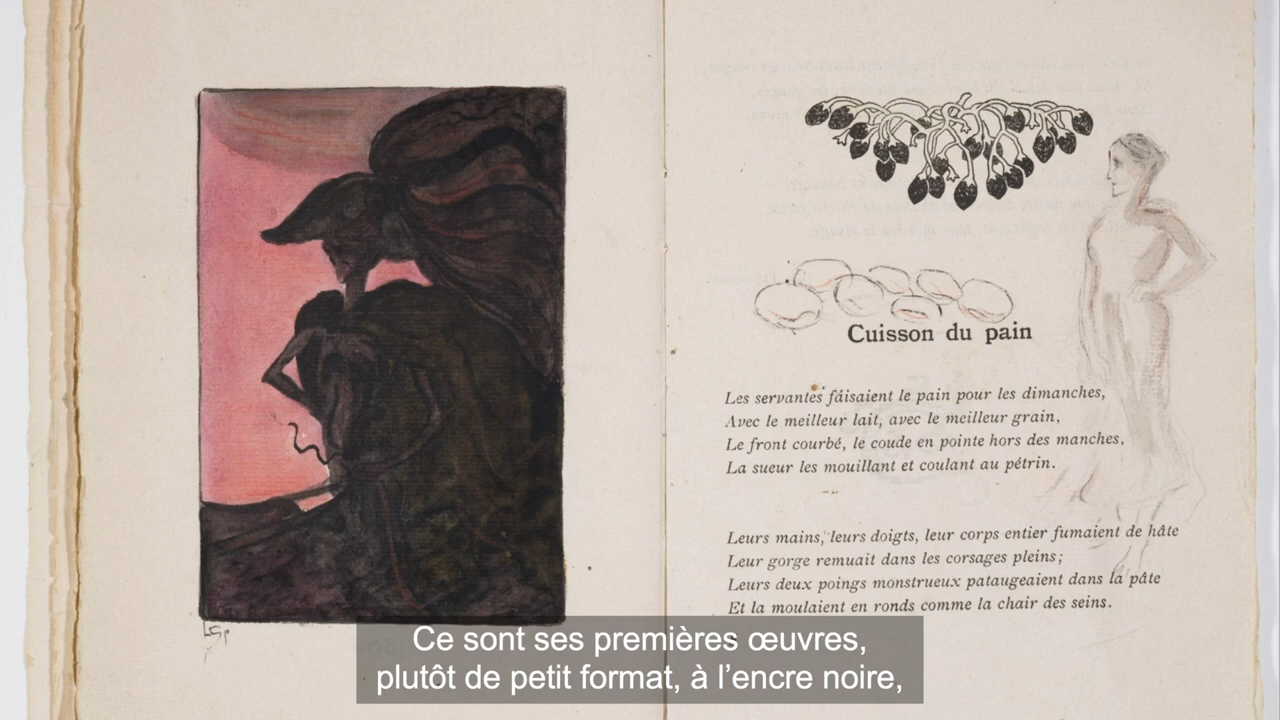 Cuisson du pain
Les servantes faisaient le pain pour les dimanches,
Avec le meilleur lait, avec le meilleur grain,
Le front courbé, le coude en pointe hors des manches,
La sueur les mouillant et coulant au pétrin.
Leurs mains, leurs doigts, leur corps entier fumaient de hâte
Leur gorge remuait dans les corsages pleins;
Leurs deux poings monstrueux pataugeaient dans la pâte
Et la moulaient en ronds comme la chair des seins.
Ce sont ses premières œuvres,
plutôt de petit format, à l’encre noire,